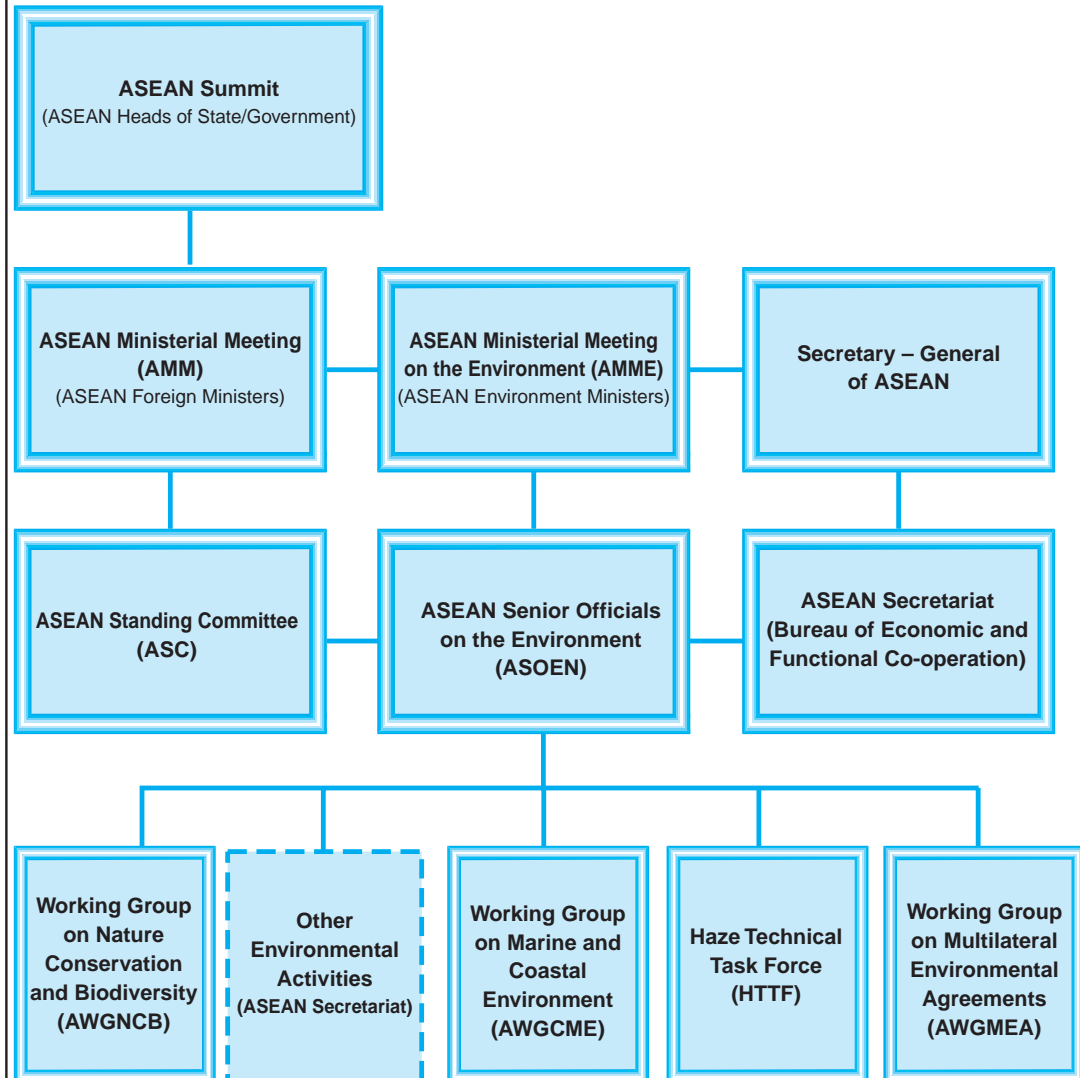 ASEAN Summit
(ASEAN Heads of State/Government)
ASEAN Ministerial Meeting
(AMM)
(ASEAN Foreign Ministers)
ASEAN Ministerial Meeting
on the Environment (AMME)
(ASEAN Environment Ministers)
Secretary – General
of ASEAN
ASEAN Standing Committee
(ASC)
ASEAN Senior Officials
on the Environment
(ASOEN)
ASEAN Secretariat
(Bureau of Economic and
Functional Co-operation)
Working Group
on Nature
Conservation
and Biodiversity
(AWGNCB)
Other
Environmental
Activities
(ASEAN Secretariat)
Working Group
on Marine and
Coastal
Environment
(AWGCME)
Haze Technical
Task Force
(HTTF)
Working Group
on Multilateral
Environmental
Agreements
(AWGMEA)